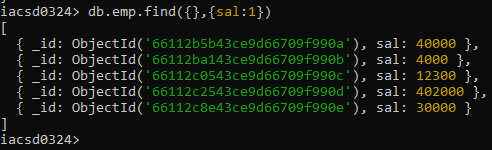 iacsd0324> db.emp.find({},{sal:1})
[
  { _id: ObjectId('66112b5b43ce9d66709f990a'), sal: 40000 },
  { _id: ObjectId('66112ba143ce9d66709f990b'), sal: 4000 },
  { _id: ObjectId('66112c0543ce9d66709f990c'), sal: 12300 },
  { _id: ObjectId('66112c2543ce9d66709f990d'), sal: 402000 },
  { _id: ObjectId('66112c8e43ce9d66709f990e'), sal: 30000 }
]
iacsd0324>